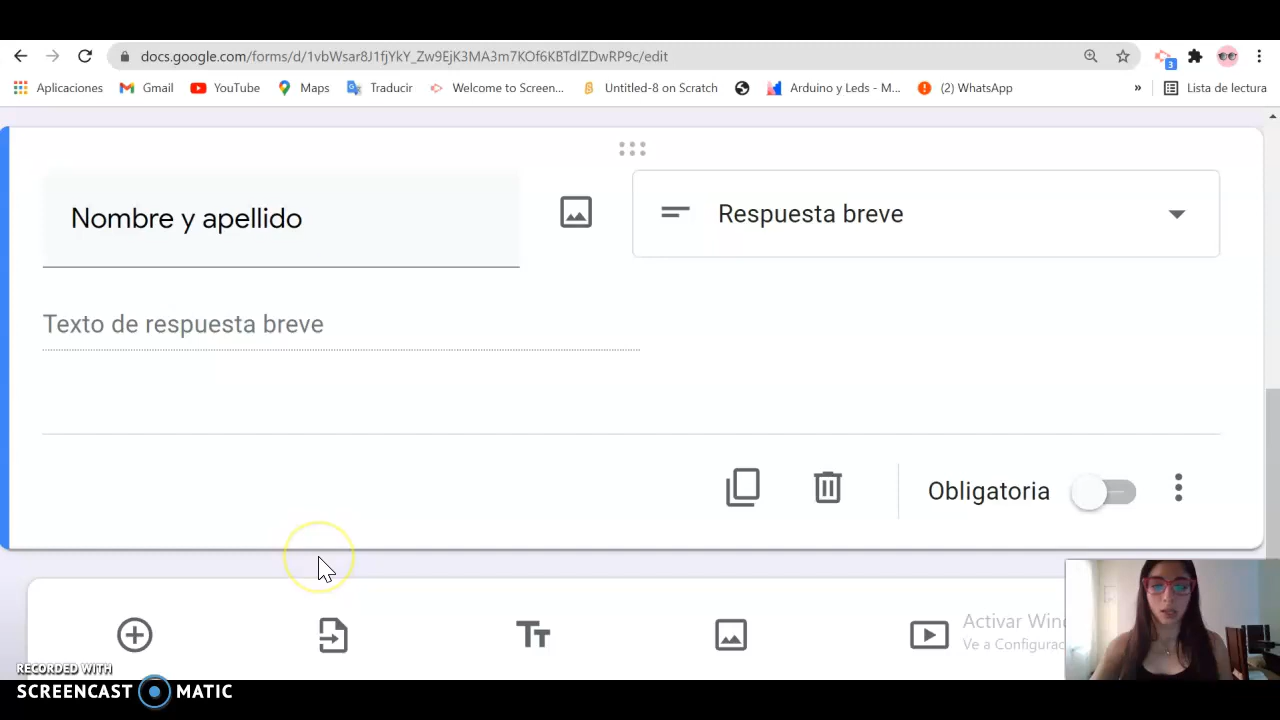 docs.google.com/forms/d/1vbWsar8J1fjYkY_Zw9EjK3MA3m7KOf6KBTdlZDwRP9c/edit
3
Aplicaciones Gmail YouTube Maps Traducir Welcome to Screen... Untitled-8 on Scratch Arduino y Leds - M... (2) WhatsApp » Lista de lectura
Nombre y apellido
Respuesta breve
Texto de respuesta breve
Obligatoria
Tт
Activar Win
Ve a Configurac
RECORDED WITH
SCREENCAST MATIC